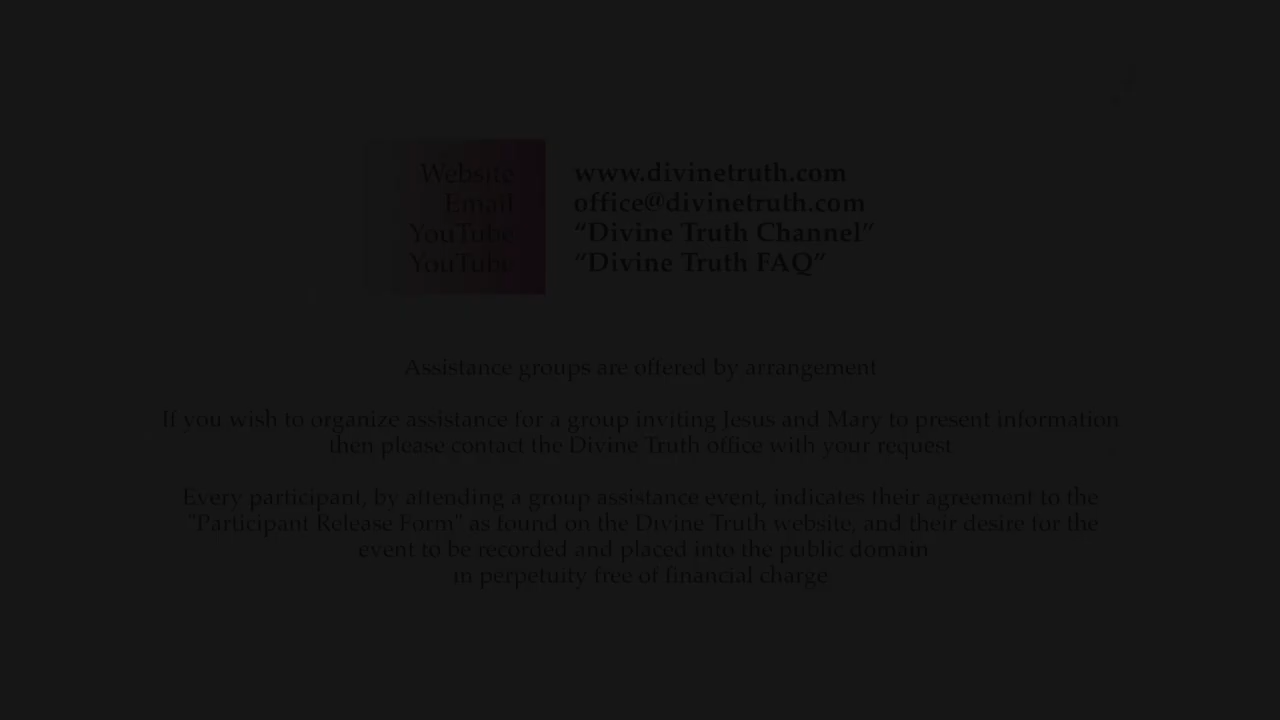 Website www.divinetruth.com
Email office@divinetruth.com
YouTube “Divine Truth Channel”
YouTube “Divine Truth FAQ”
Assistance groups are offered by arrangement
If you wish to organize assistance for a group inviting Jesus and Mary to present information
then please contact the Divine Truth office with your request
Every participant, by attending a group assistance event, indicates their agreement to the
"Participant Release Form" as found on the Divine Truth website, and their desire for the
event to be recorded and placed into the public domain
in perpetuity free of financial charge